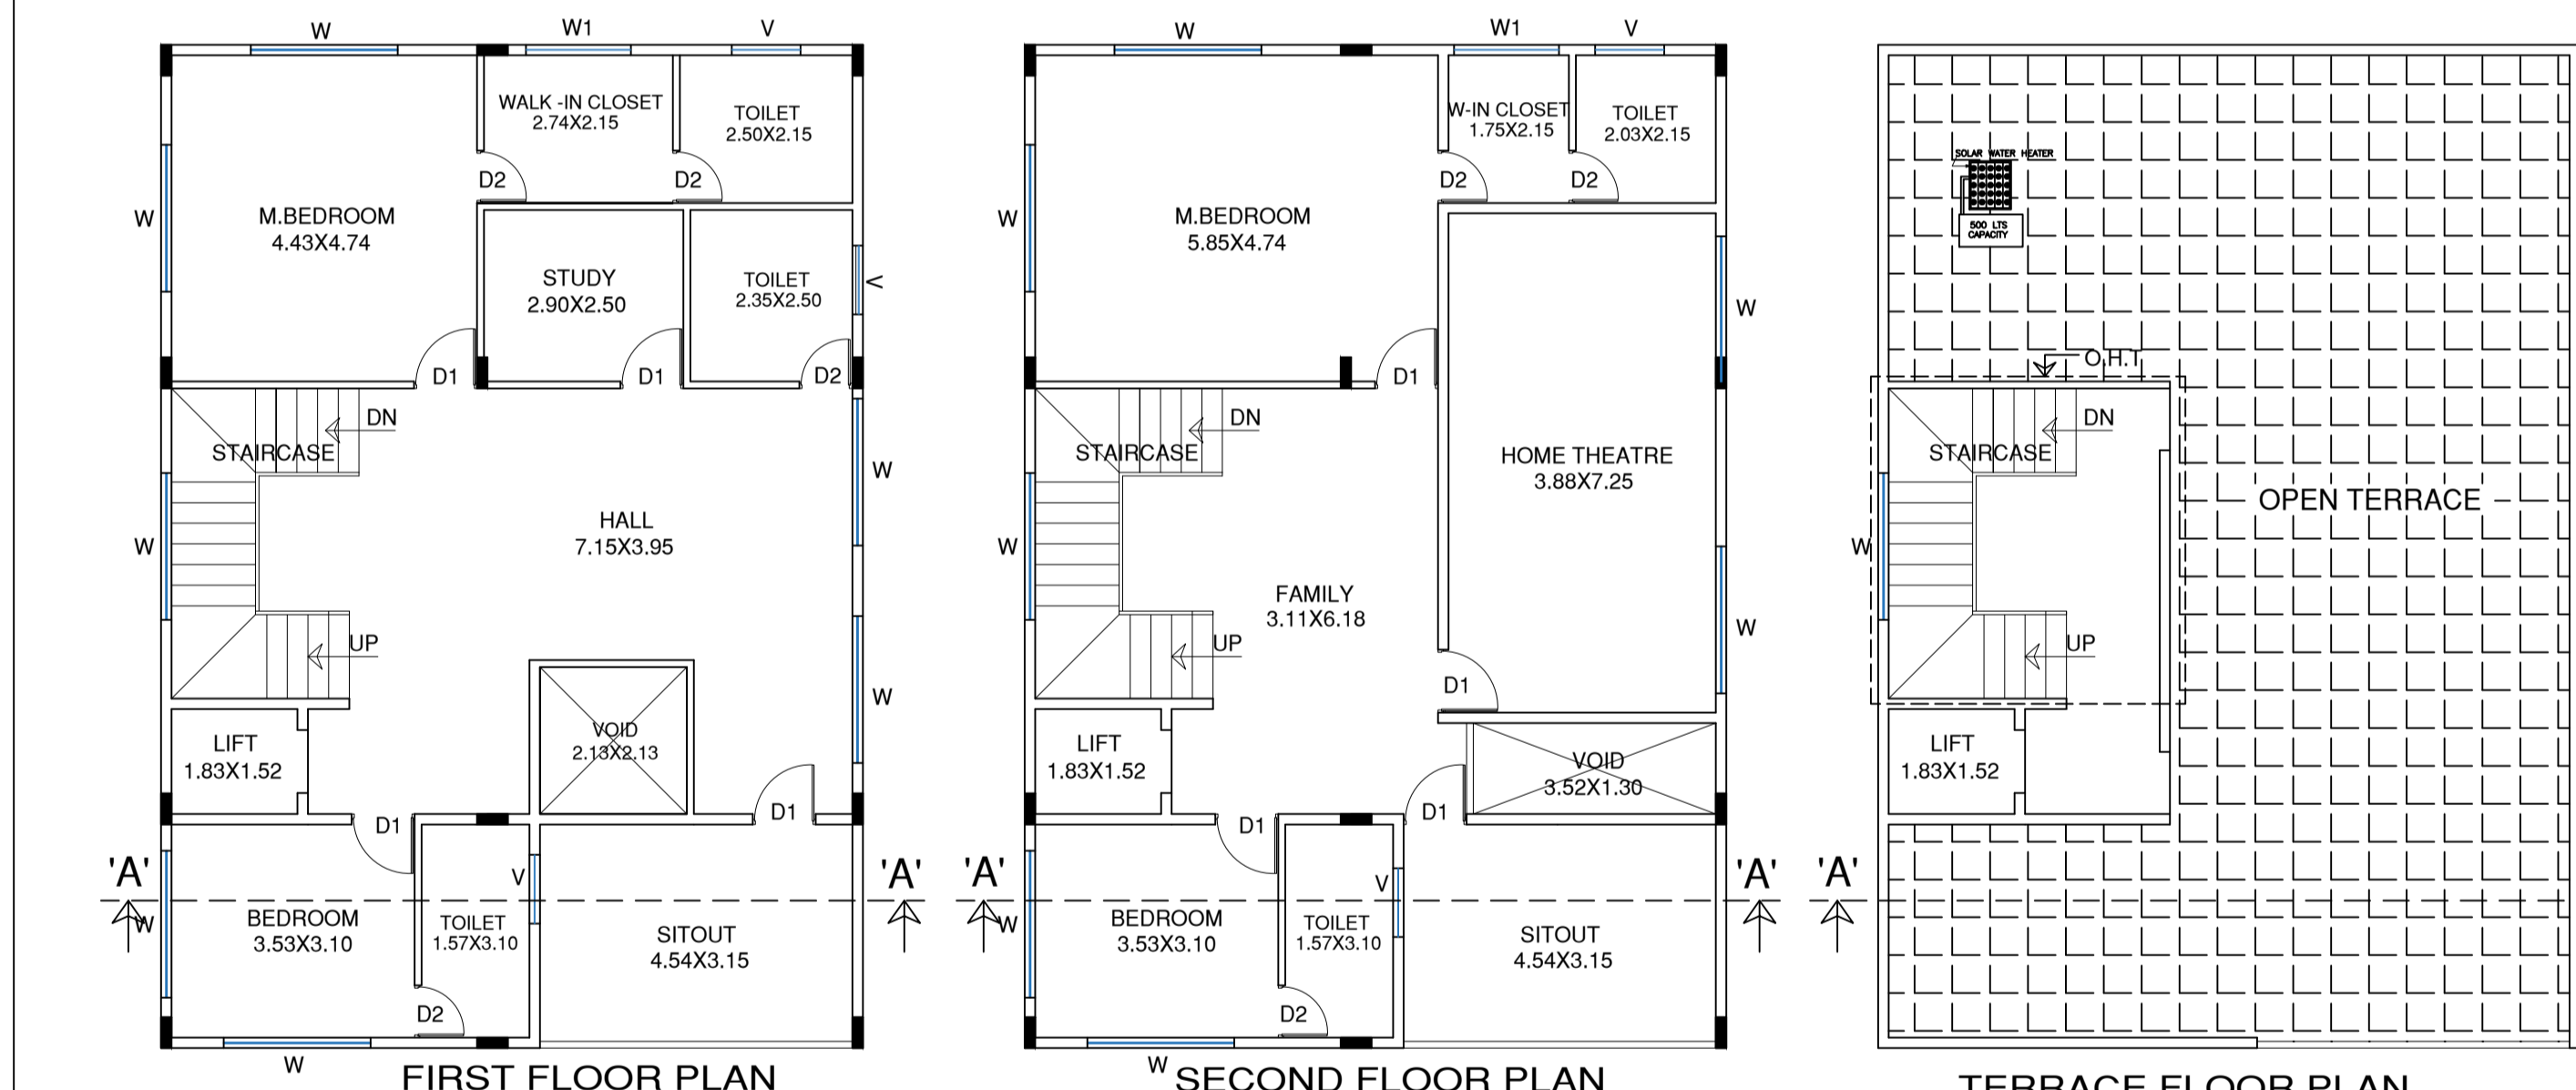 W
W1
V
WALK -IN CLOSET
2.74X2.15
TOILET
2.50X2.15
D2
D2
W
M.BEDROOM
4.43X4.74
STUDY
2.90X2.50
TOILET
2.35X2.50
V
D1
D1
D2
DN
STAIRCASE
W
HALL
7.15X3.95
W
W
UP
LIFT
1.83X1.52
VOID
2.13X2.13
D1
D1
'A'
'A'
W
V
BEDROOM
3.53X3.10
TOILET
1.57X3.10
SITOUT
4.54X3.15
D2
W
FIRST FLOOR PLAN
W
W1
V
W-IN CLOSET
1.75X2.15
TOILET
2.03X2.15
D2
D2
W
M.BEDROOM
5.85X4.74
W
D1
DN
STAIRCASE
HOME THEATRE
3.88X7.25
W
FAMILY
3.11X6.18
W
UP
D1
LIFT
1.83X1.52
VOID
3.52X1.30
D1
D1
'A'
'A'
W
V
BEDROOM
3.53X3.10
TOILET
1.57X3.10
SITOUT
4.54X3.15
D2
W
SECOND FLOOR PLAN
SOLAR WATER HEATER
500 LTS
CAPACITY
O.H.T
DN
STAIRCASE
OPEN TERRACE
W
UP
LIFT
1.83X1.52
'A'
TERRACE FLOOR PLAN